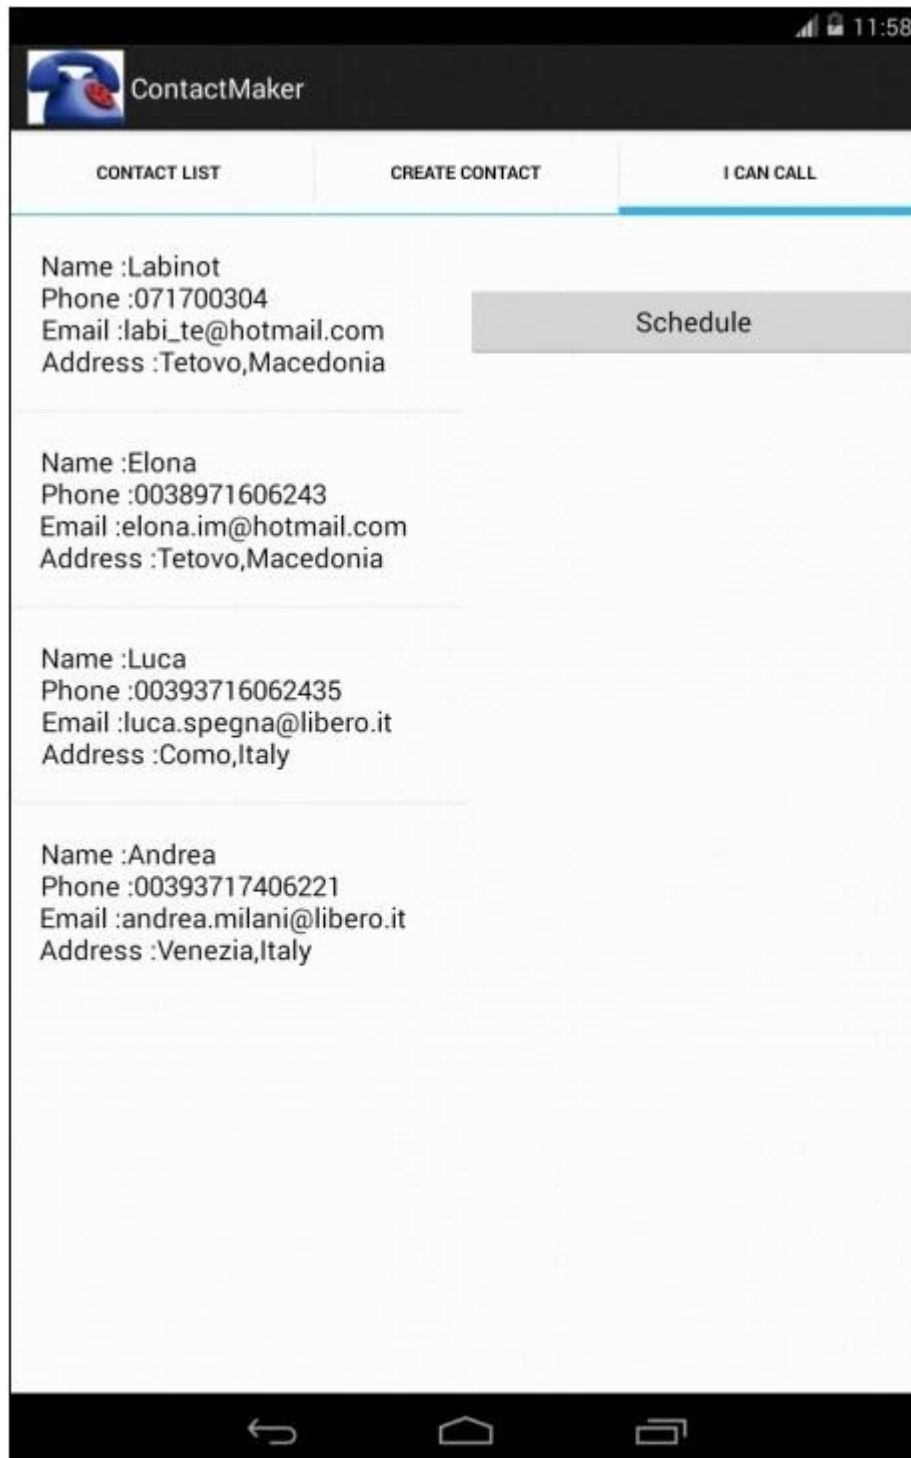 11:58
ContactMaker
CONTACT LIST
CREATE CONTACT
I CAN CALL
Name :Labinot
Phone :071700304
Email :labi_te@hotmail.com
Address :Tetovo,Macedonia
Schedule
Name :Elona
Phone :0038971606243
Email :elona.im@hotmail.com
Address :Tetovo,Macedonia
Name :Luca
Phone :00393716062435
Email :luca.spegna@libero.it
Address :Como,Italy
Name :Andrea
Phone :00393717406221
Email :andrea.milani@libero.it
Address :Venezia,Italy